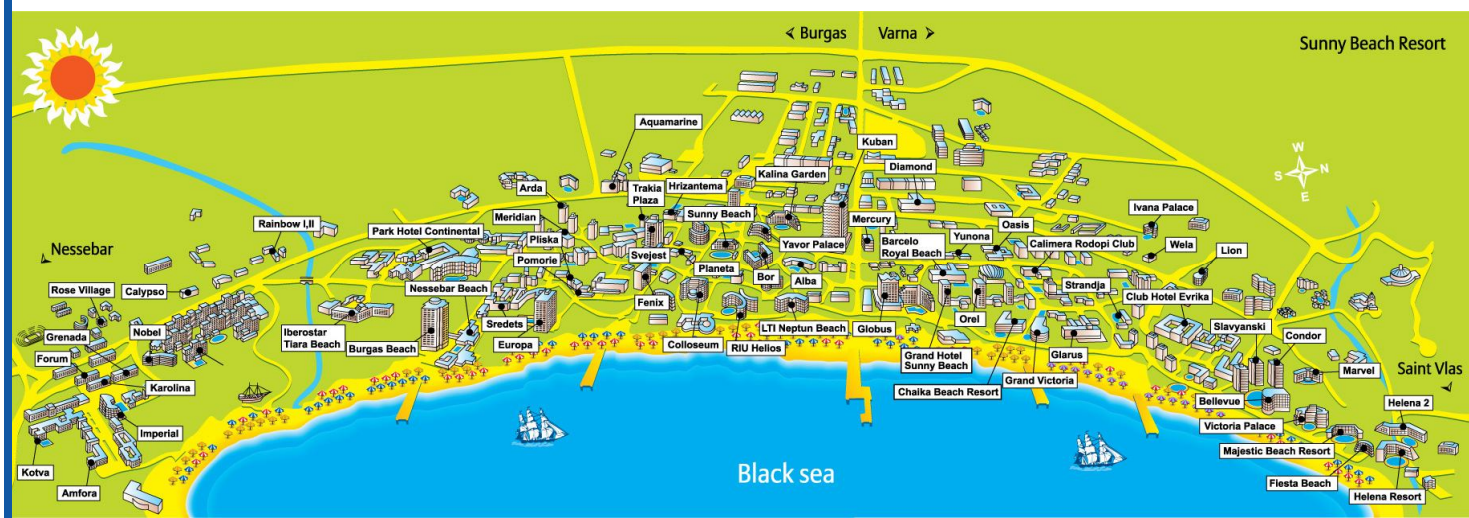 Burgas
Varna
Sunny Beach Resort
W
S
N
E
Aquamarine
Kuban
Kalina Garden
Diamond
Arda
Trakia
Plaza
Hrizantema
Meridian
Sunny Beach
Mercury
Ivana Palace
Rainbow I,II
Park Hotel Continental
Pliska
Yavor Palace
Barcelo
Royal Beach
Yunona
Oasis
Calimera Rodopi Club
Wela
Lion
Nessebar
Pomorie
Svejest
Planeta
Bor
Alba
Rose Village
Calypso
Nessebar Beach
Fenix
Strandja
Club Hotel Evrika
Grenada
Nobel
Iberostar
Tiara Beach
Burgas Beach
Sredets
Europa
Colloseum
RIU Helios
LTI Neptun Beach
Globus
Orel
Grand Hotel
Sunny Beach
Glarus
Slavyanski
Condor
Forum
Karolina
Chaika Beach Resort
Grand Victoria
Marvel
Saint Vlas
Bellevue
Helena 2
Imperial
Victoria Palace
Kotva
Majestic Beach Resort
Amfora
Black sea
Fiesta Beach
Helena Resort